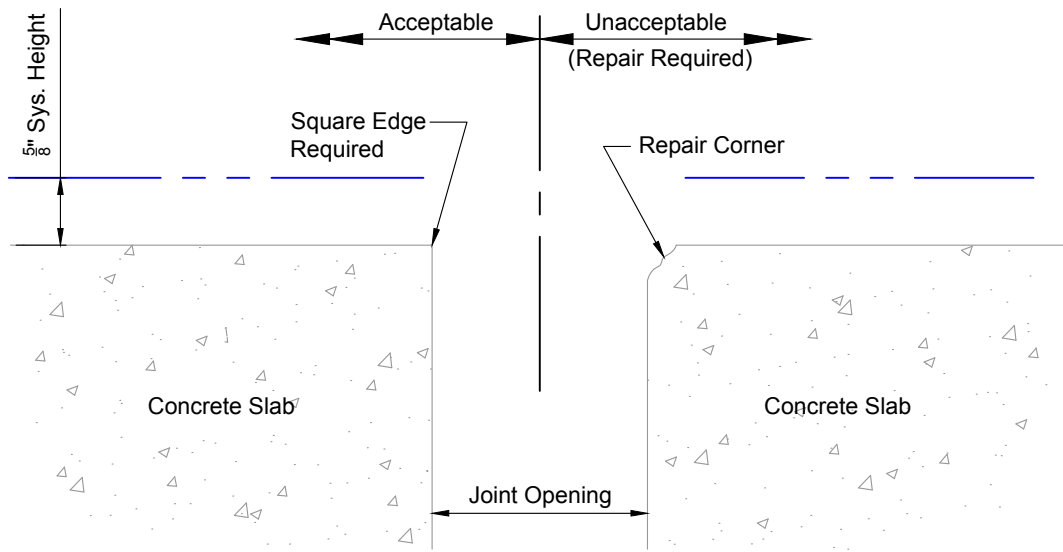 Acceptable
Unacceptable
(Repair Required)
5/8" Sys. Height
Square Edge
Required
Repair Corner
Concrete Slab
Concrete Slab
Joint Opening